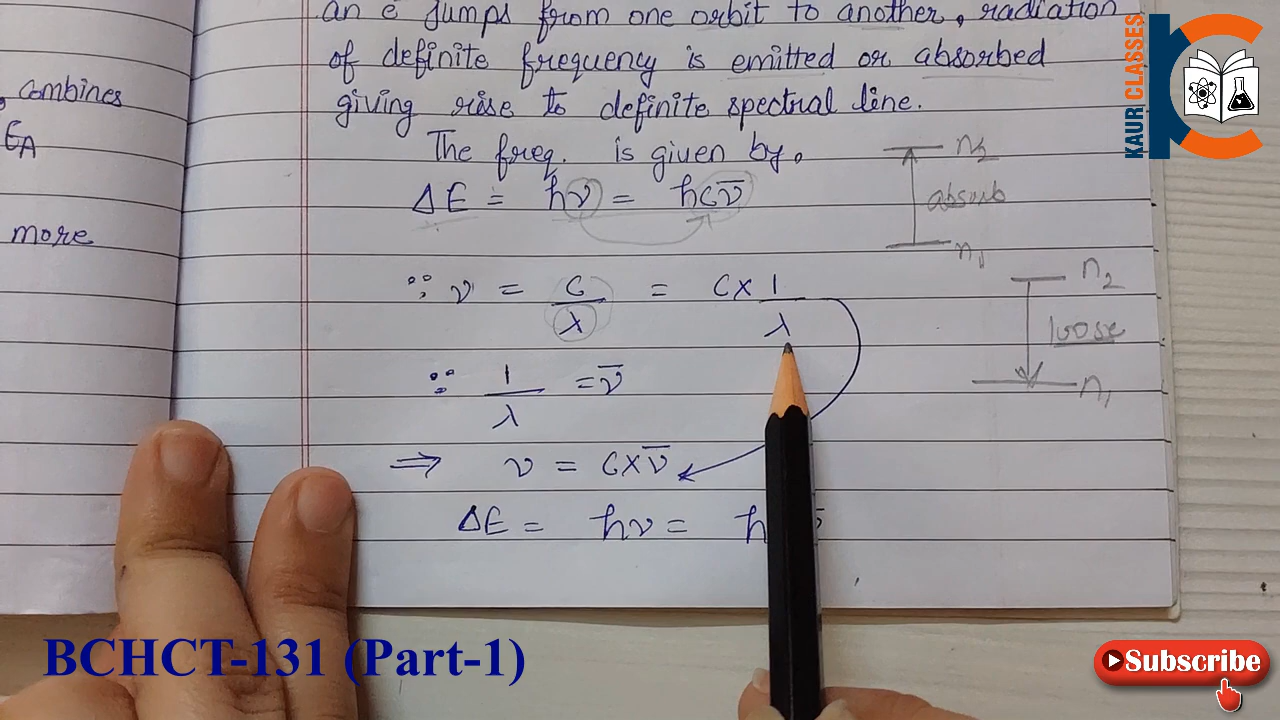 combines
EA
more
an e⁻ jumps from one orbit to another, radiation
of definite frequency is emitted or absorbed
giving rise to definite spectral line.
The freq. is given by.
ΔE = hν = hcν̄
∵ ν = c/λ = c × 1/λ
∵ 1/λ = ν̄
⇒ ν = c×ν̄
ΔE = hν = h
n2
absorb
n1
n2
loose
n1
KAUR CLASSES
BCHCT-131 (Part-1)
Subscribe